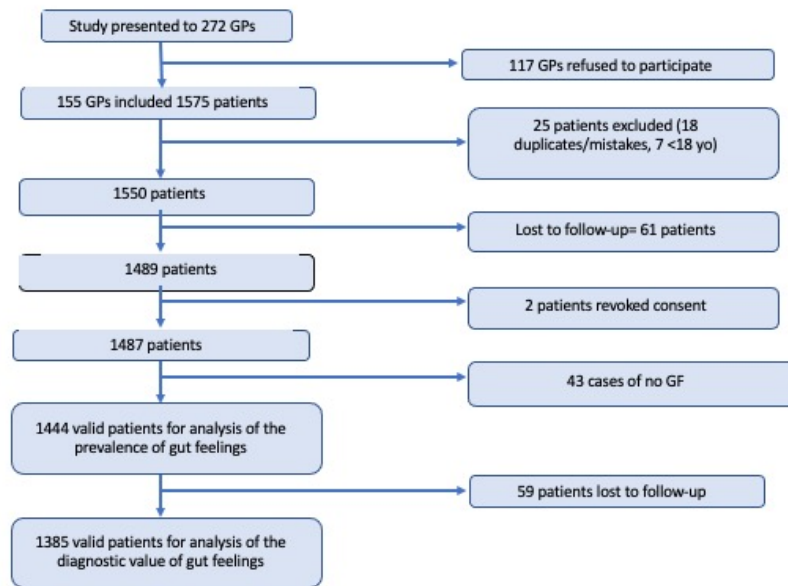 Study presented to 272 GPs
117 GPs refused to participate
155 GPs included 1575 patients
25 patients excluded (18
duplicates/mistakes, 7 <18 yo)
1550 patients
Lost to follow-up= 61 patients
1489 patients
2 patients revoked consent
1487 patients
43 cases of no GF
1444 valid patients for analysis of the
prevalence of gut feelings
59 patients lost to follow-up
1385 valid patients for analysis of the
diagnostic value of gut feelings